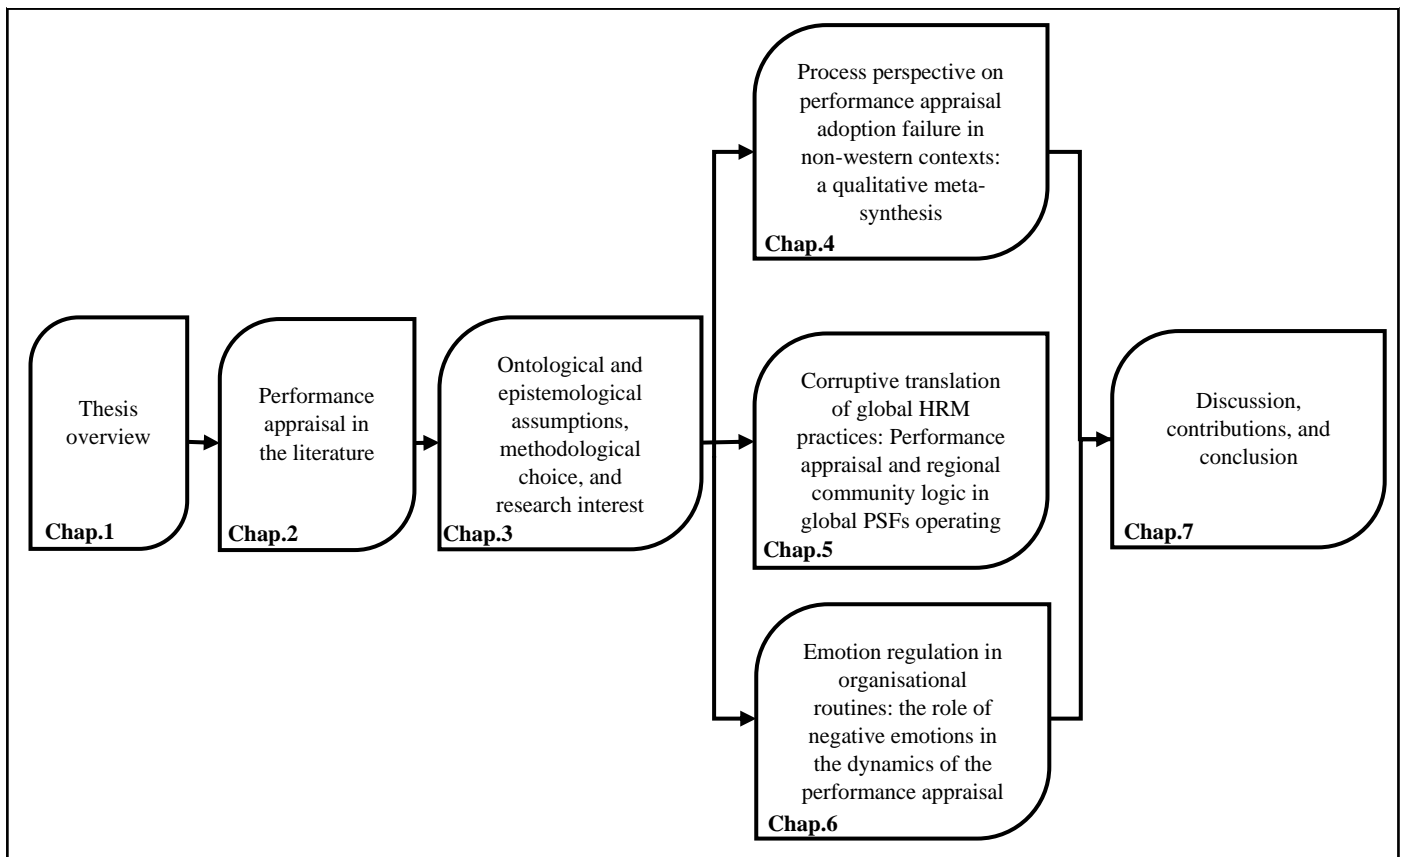 Thesis
overview
Chap.1
Performance
appraisal in
the literature
Chap.2
Ontological and
epistemological
assumptions,
methodological
choice, and
research interest
Chap.3
Process perspective on
performance appraisal
adoption failure in
non-western contexts:
a qualitative meta-
synthesis
Chap.4
Corruptive translation
of global HRM
practices: Performance
appraisal and regional
community logic in
global PSFs operating
Chap.5
Emotion regulation in
organisational
routines: the role of
negative emotions in
the dynamics of the
performance appraisal
Chap.6
Discussion,
contributions, and
conclusion
Chap.7